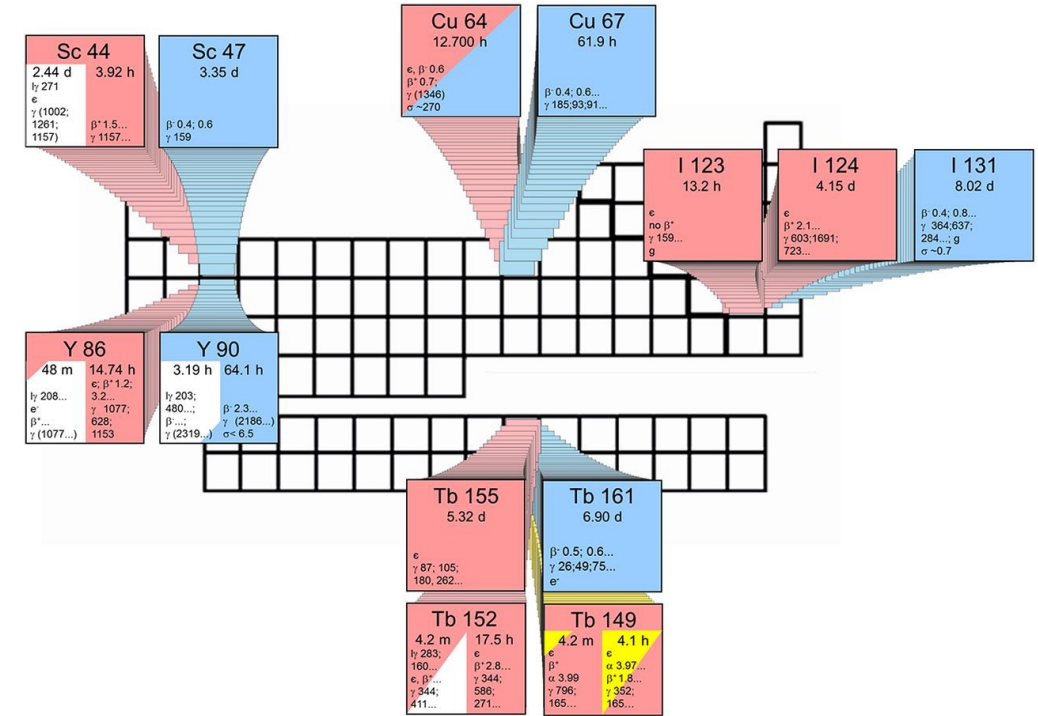 Sc 44
2.44 d 3.92 h
Iγ 271
ϵ
γ (1002;
1261; β⁺ 1.5...
1157) γ 1157...
Sc 47
3.35 d
β⁻ 0.4; 0.6
γ 159
Cu 64
12.700 h
ϵ, β⁻ 0.6
β⁺ 0.7;
γ (1346)
σ ~270
Cu 67
61.9 h
β⁻ 0.4; 0.6...
γ 185;93;91...
I 123
13.2 h
ϵ
no β⁺
γ 159...
g
I 124
4.15 d
ϵ
β⁺ 2.1...
γ 603;1691;
723...
I 131
8.02 d
β⁻ 0.4; 0.8...
γ 364;637;
284...; g
σ ~0.7
Y 86
48 m 14.74 h
ϵ; β⁺ 1.2;
Iγ 208... 3.2...
e⁻ γ 1077;
β⁺... 628;
γ (1077...) 1153
Y 90
3.19 h 64.1 h
Iγ 203;
480...; β⁻ 2.3...
β⁻...; γ (2186...)
γ (2319...) σ< 6.5
Tb 155
5.32 d
ϵ
γ 87; 105;
180, 262...
Tb 161
6.90 d
β⁻ 0.5; 0.6...
γ 26;49;75...
e⁻
Tb 152
4.2 m 17.5 h
Iγ 283; ϵ
160... β⁺ 2.8...
ϵ, β⁺... γ 344;
γ 344; 586;
411... 271...
Tb 149
4.2 m 4.1 h
ϵ ϵ
β⁺ α 3.97...
α 3.99 β⁺ 1.8...
γ 796; γ 352;
165... 165...